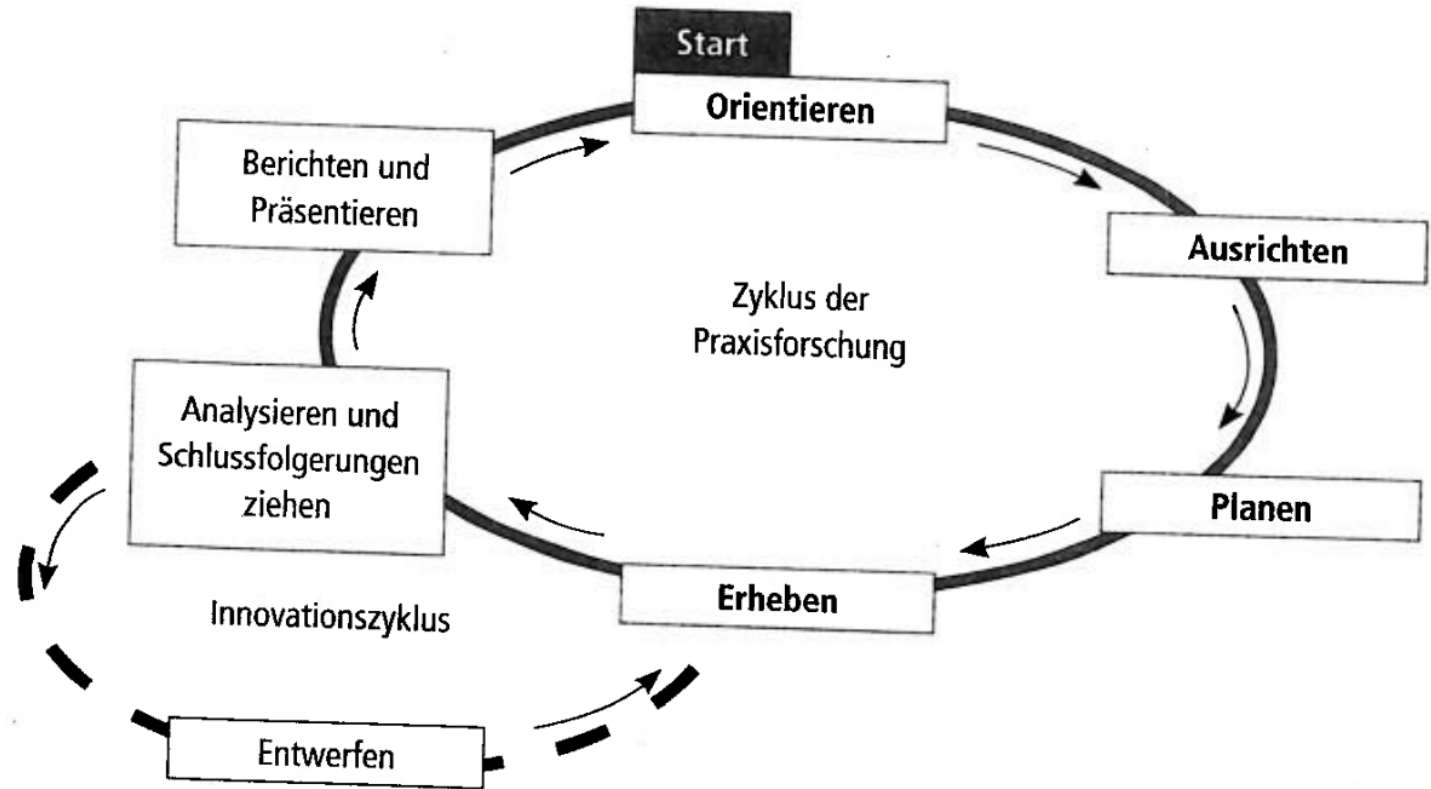 Start
Orientieren
Ausrichten
Planen
Erheben
Analysieren und
Schlussfolgerungen
ziehen
Berichten und
Präsentieren
Zyklus der
Praxisforschung
Innovationszyklus
Entwerfen